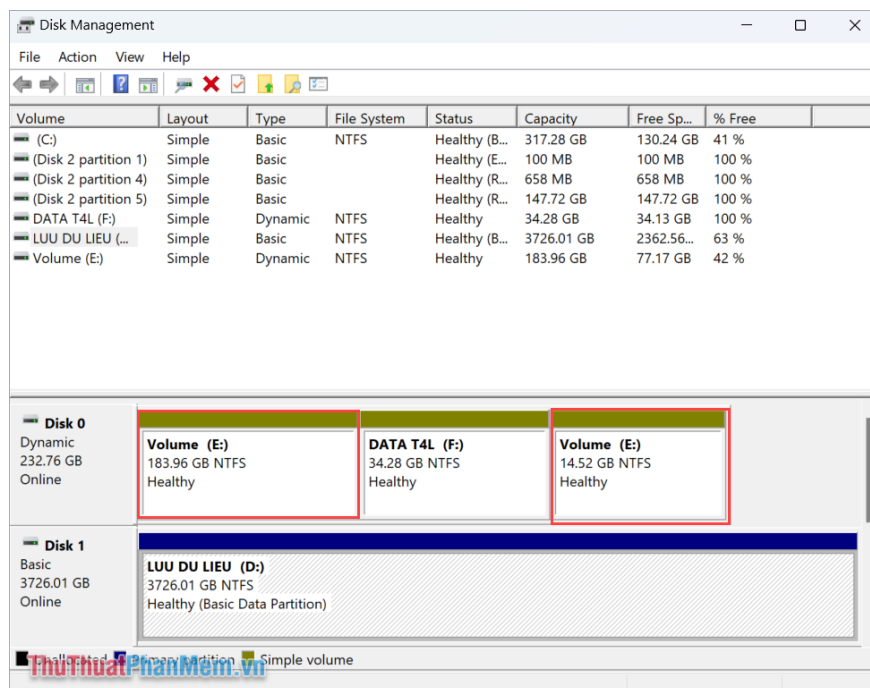 Disk Management
File Action View Help
Volume Layout Type File System Status Capacity Free Sp... % Free
(C:) Simple Basic NTFS Healthy (B... 317.28 GB 130.24 GB 41 %
(Disk 2 partition 1) Simple Basic Healthy (E... 100 MB 100 MB 100 %
(Disk 2 partition 4) Simple Basic Healthy (R... 658 MB 658 MB 100 %
(Disk 2 partition 5) Simple Basic Healthy (R... 147.72 GB 147.72 GB 100 %
DATA T4L (F:) Simple Dynamic NTFS Healthy 34.28 GB 34.13 GB 100 %
LUU DU LIEU (... Simple Basic NTFS Healthy (B... 3726.01 GB 2362.56... 63 %
Volume (E:) Simple Dynamic NTFS Healthy 183.96 GB 77.17 GB 42 %
Disk 0
Dynamic
232.76 GB
Online
Volume (E:)
183.96 GB NTFS
Healthy
DATA T4L (F:)
34.28 GB NTFS
Healthy
Volume (E:)
14.52 GB NTFS
Healthy
Disk 1
Basic
3726.01 GB
Online
LUU DU LIEU (D:)
3726.01 GB NTFS
Healthy (Basic Data Partition)
Unallocated Primary partition Simple volume
ThuThuatPhanMem.vn